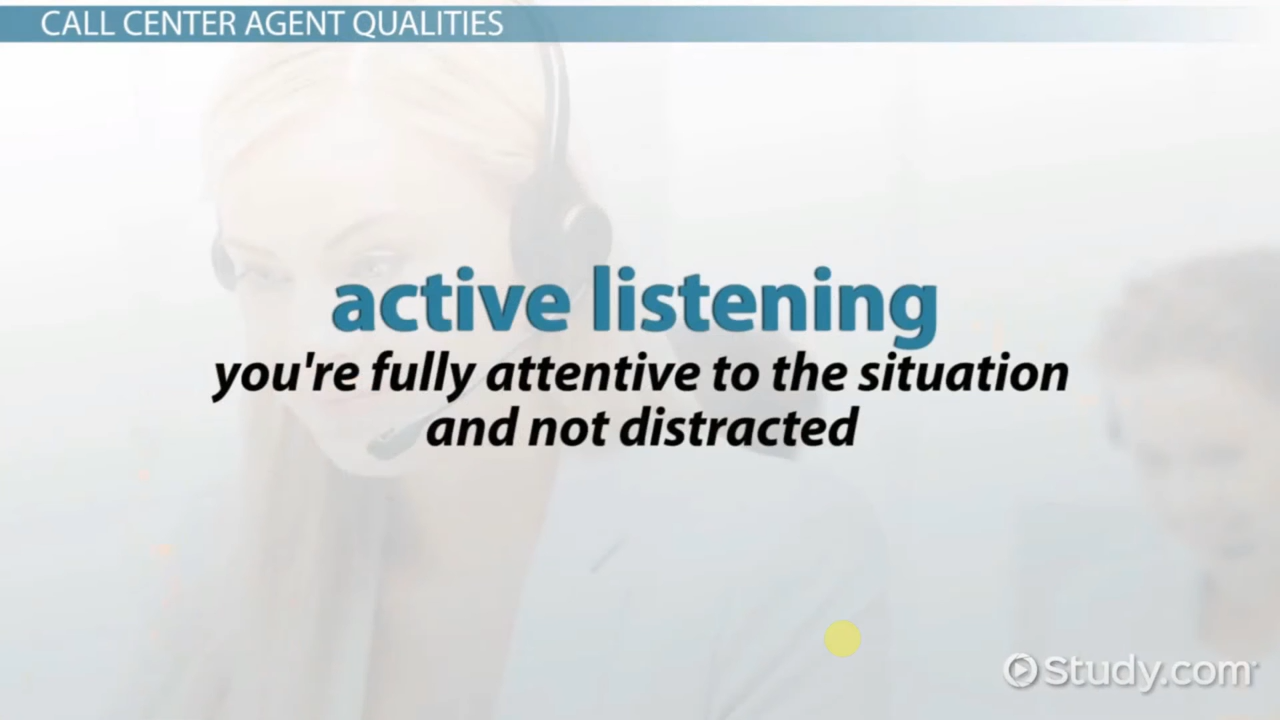 CALL CENTER AGENT QUALITIES
active listening
you're fully attentive to the situation
and not distracted
Study.com